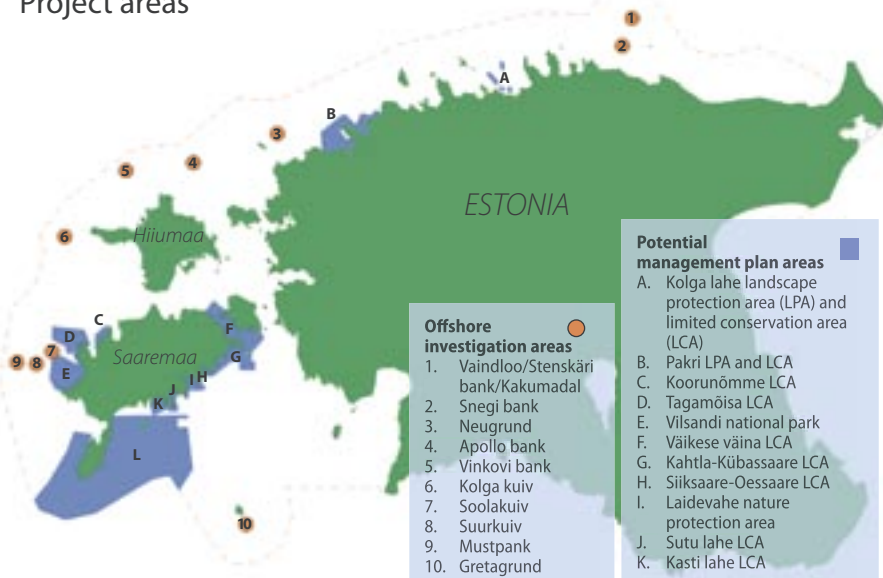 Project areas
1
2
A
B
3
4
5
ESTONIA
6
Hiiumaa
C
D
7
9
8
E
Saaremaa
F
G
H
I
J
K
L
10
Offshore
investigation areas
1. Vaindloo/Stenskäri
bank/Kakumadal
2. Snegi bank
3. Neugrund
4. Apollo bank
5. Vinkovi bank
6. Kolga kuiv
7. Soolakuiv
8. Suurkuiv
9. Mustpank
10. Gretagrund
Potential
management plan areas
A. Kolga lahe landscape
protection area (LPA) and
limited conservation area
(LCA)
B. Pakri LPA and LCA
C. Koorunõmme LCA
D. Tagamõisa LCA
E. Vilsandi national park
F. Väikese väina LCA
G. Kahtla-Kübassaare LCA
H. Siiksaare-Oessaare LCA
I. Laidevahe nature
protection area
J. Sutu lahe LCA
K. Kasti lahe LCA